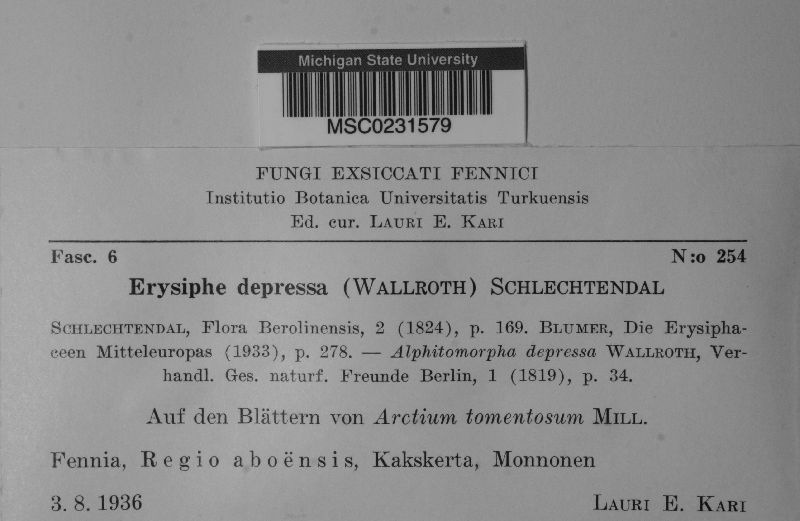 Michigan State University
MSC0231579
FUNGI EXSICCATI FENNICI
Institutio Botanica Universitatis Turkuensis
Ed. cur. LAURI E. KARI
Fasc. 6 N:o 254
Erysiphe depressa (WALLROTH) SCHLECHTENDAL
SCHLECHTENDAL, Flora Berolinensis, 2 (1824), p. 169. BLUMER, Die Erysipha-
ceen Mitteleuropas (1933), p. 278. — Alphitomorpha depressa WALLROTH, Ver-
handl. Ges. naturf. Freunde Berlin, 1 (1819), p. 34.
Auf den Blättern von Arctium tomentosum MILL.
Fennia, Regio aboënsis, Kakskerta, Monnonen
3. 8. 1936 LAURI E. KARI